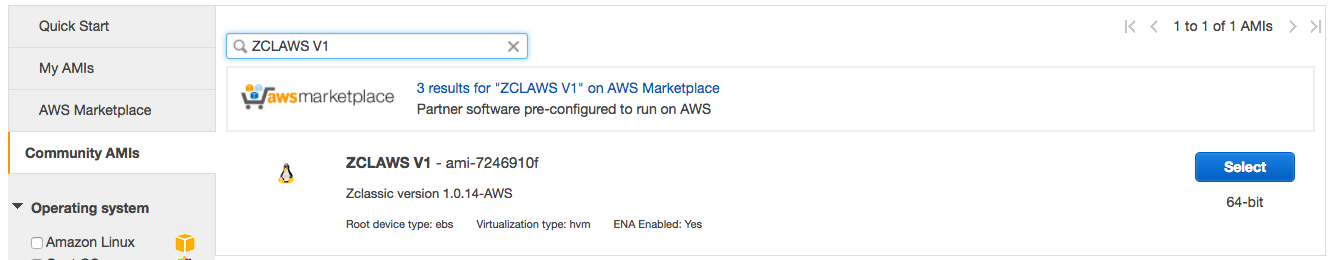 Quick Start
My AMIs
AWS Marketplace
Community AMIs
Operating system
Amazon Linux
ZCLAWS V1
1 to 1 of 1 AMIs
awsmarketplace
3 results for "ZCLAWS V1" on AWS Marketplace
Partner software pre-configured to run on AWS
ZCLAWS V1 - ami-7246910f
Zclassic version 1.0.14-AWS
Root device type: ebs Virtualization type: hvm ENA Enabled: Yes
Select
64-bit